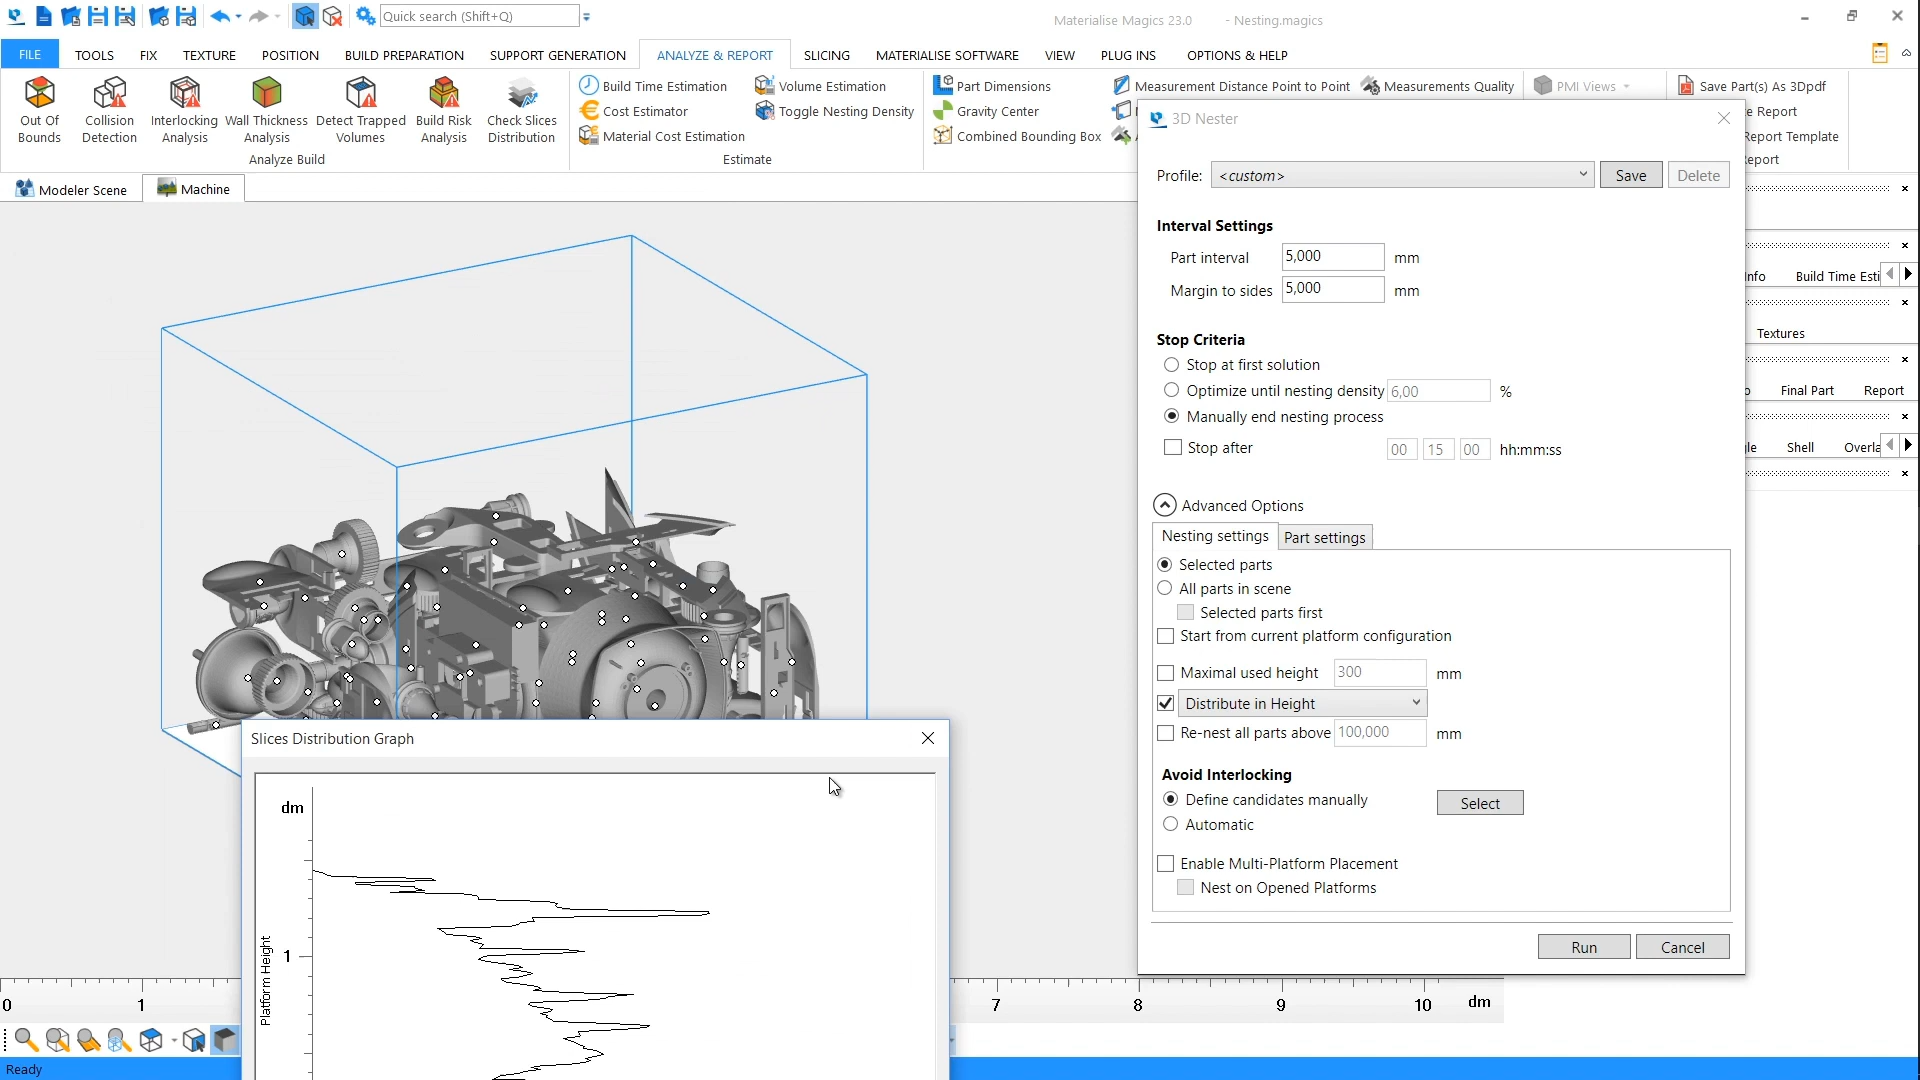 Quick search (Shift+Q)
Materialise Magics 23.0 - Nesting.magics
FILE TOOLS FIX TEXTURE POSITION BUILD PREPARATION SUPPORT GENERATION ANALYZE & REPORT SLICING MATERIALISE SOFTWARE VIEW PLUG INS OPTIONS & HELP
Out Of Bounds
Collision Detection
Interlocking Analysis
Wall Thickness Analysis
Detect Trapped Volumes
Build Risk Analysis
Check Slices Distribution
Analyze Build
Build Time Estimation
Cost Estimator
Material Cost Estimation
Volume Estimation
Toggle Nesting Density
Estimate
Part Dimensions
Gravity Center
Combined Bounding Box
Measurement Distance Point to Point
Measurements Quality
PMI Views
Save Part(s) As 3Dpdf
e Report
Report Template
eport
Modeler Scene Machine
3D Nester
Profile: <custom> Save Delete
Interval Settings
Part interval 5,000 mm
Margin to sides 5,000 mm
Stop Criteria
Stop at first solution
Optimize until nesting density 6,00 %
Manually end nesting process
Stop after 00 15 00 hh:mm:ss
Advanced Options
Nesting settings Part settings
Selected parts
All parts in scene
Selected parts first
Start from current platform configuration
Maximal used height 300 mm
Distribute in Height
Re-nest all parts above 100,000 mm
Avoid Interlocking
Define candidates manually Select
Automatic
Enable Multi-Platform Placement
Nest on Opened Platforms
Run Cancel
nfo Build Time Esti
Textures
o Final Part Report
le Shell Overla
Slices Distribution Graph
dm
Platform Height
1
0 1 7 8 9 10 dm
Ready